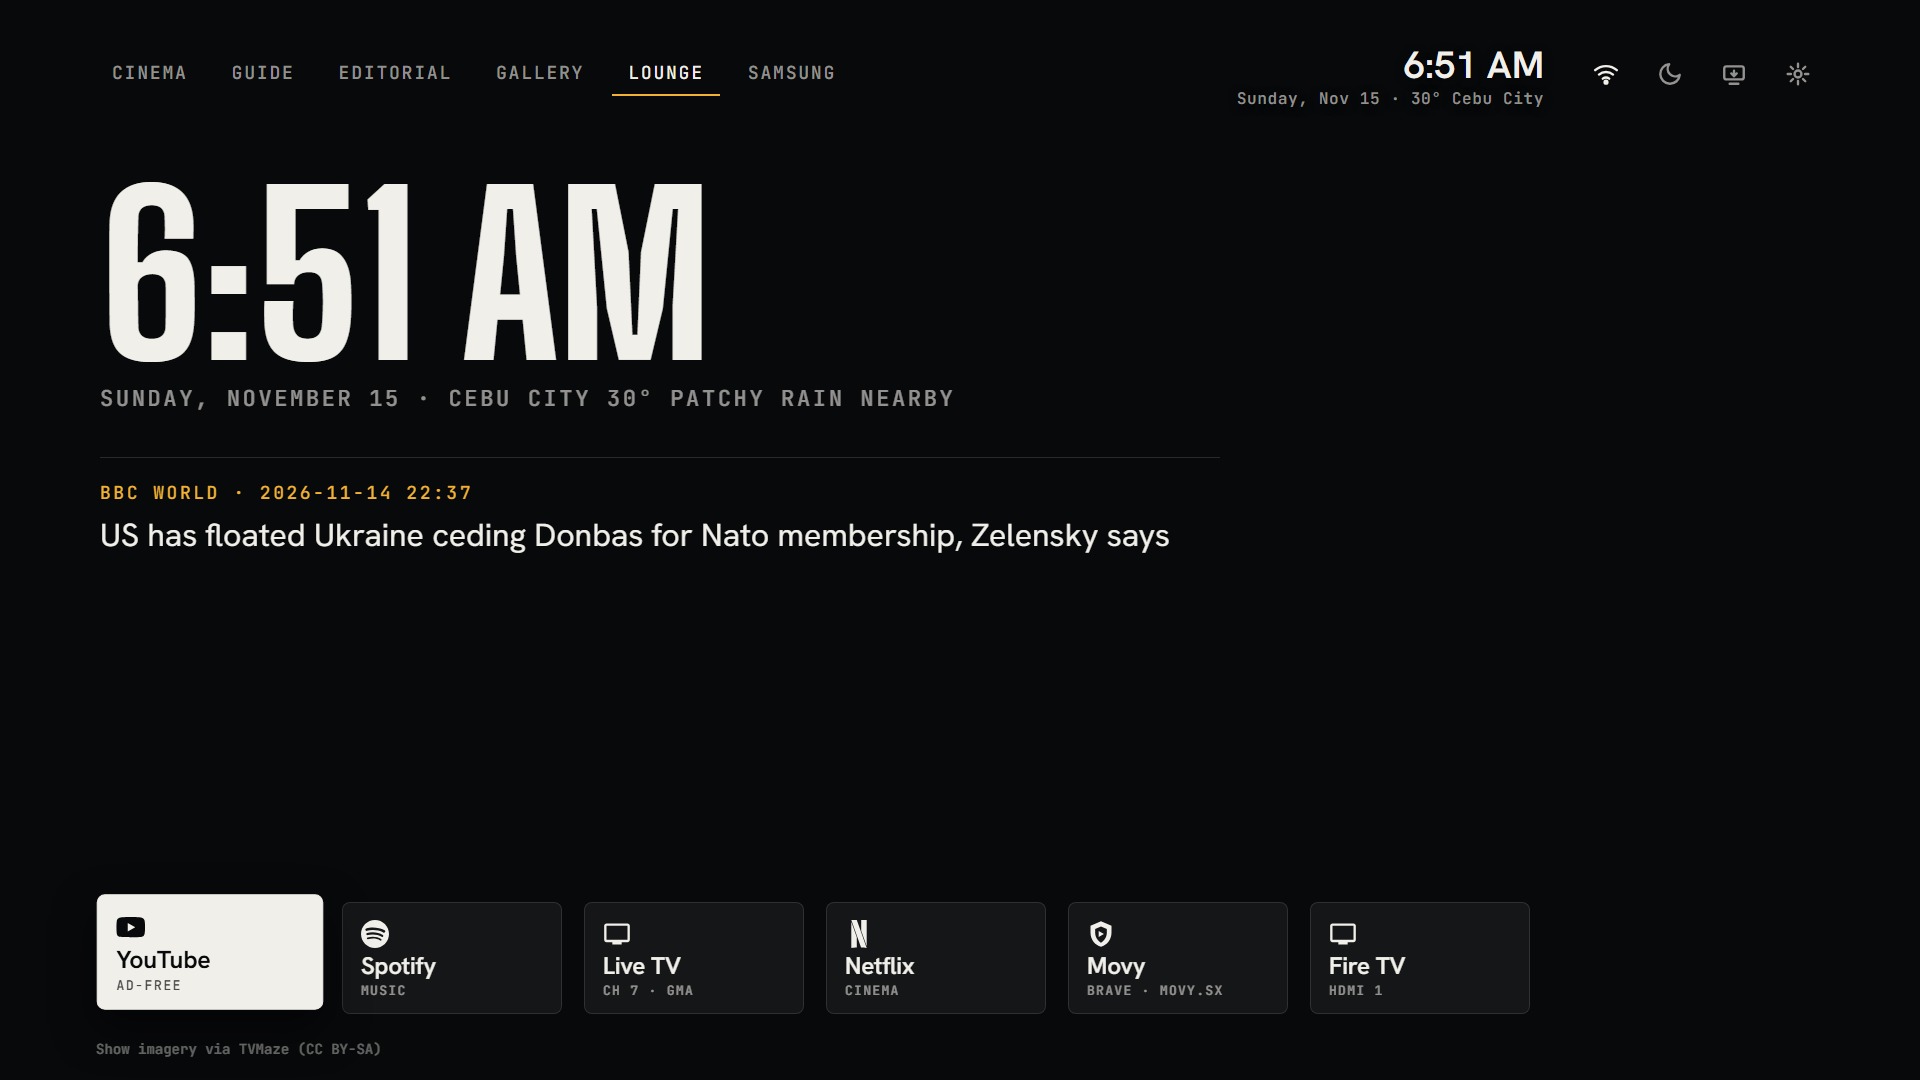 CINEMA GUIDE EDITORIAL GALLERY LOUNGE SAMSUNG
6:51 AM
Sunday, Nov 15 · 30° Cebu City
6:51 AM
SUNDAY, NOVEMBER 15 · CEBU CITY 30° PATCHY RAIN NEARBY
BBC WORLD · 2026-11-14 22:37
US has floated Ukraine ceding Donbas for Nato membership, Zelensky says
YouTube
AD-FREE
Spotify
MUSIC
Live TV
CH 7 · GMA
Netflix
CINEMA
Movy
BRAVE · MOVY.SX
Fire TV
HDMI 1
Show imagery via TVMaze (CC BY-SA)